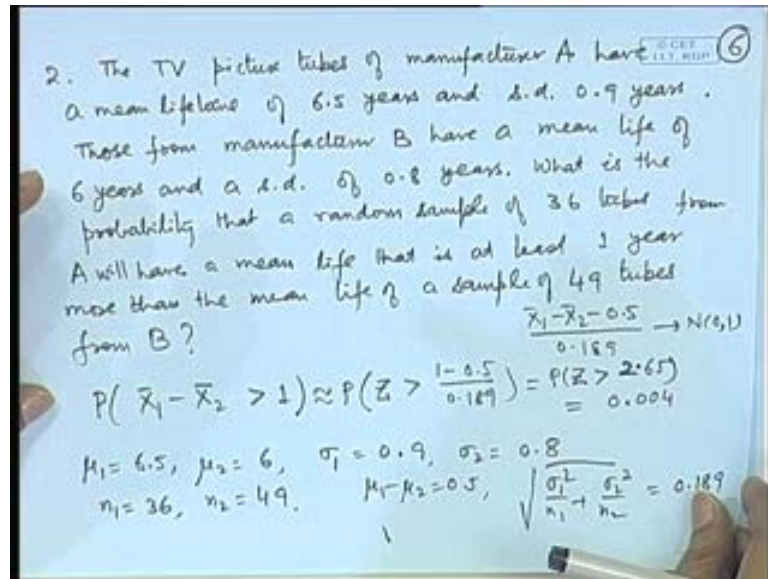 © CET
I.I.T. KGP
6
2. The TV picture tubes of manufacturer A have
a mean lifetime of 6.5 years and s.d. 0.9 years.
Those from manufacturer B have a mean life of
6 years and a s.d. of 0.8 years. What is the
probability that a random sample of 36 tubes from
A will have a mean life that is at least 1 year
more than the mean life of a sample of 49 tubes
from B?
(X̄₁-X̄₂-0.5)/0.189 → N(0,1)
P(X̄₁-X̄₂ > 1) ≈ P(Z > (1-0.5)/0.189) = P(Z > 2.65)
= 0.004
μ₁= 6.5, μ₂= 6, σ₁ = 0.9, σ₂= 0.8
n₁= 36, n₂= 49. μ₁-μ₂=0.5, √(σ₁²/n₁ + σ₂²/n₂) = 0.189